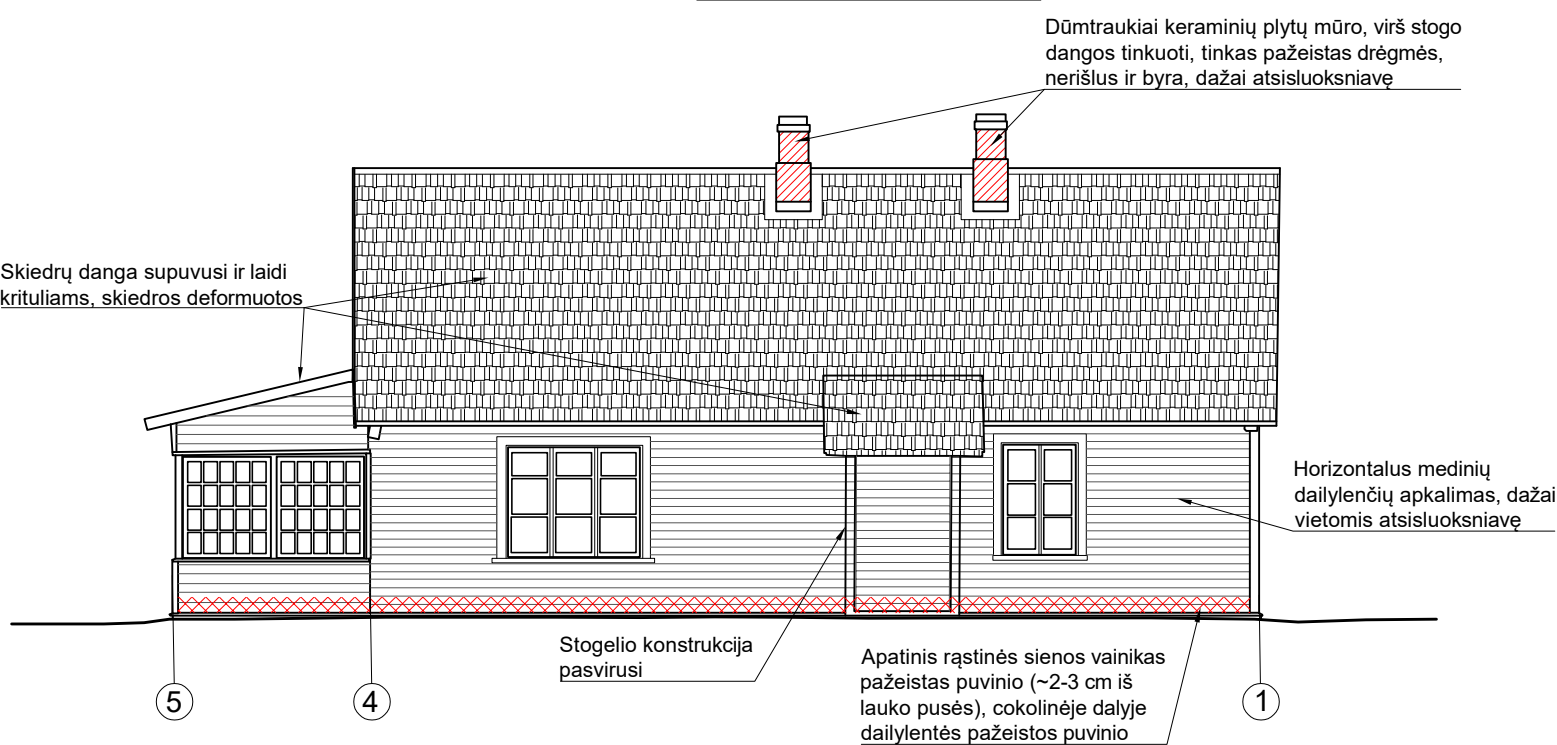 Dūmtraukiai keraminių plytų mūro, virš stogo
dangos tinkuoti, tinkas pažeistas drėgmės,
nerišlus ir byra, dažai atsisluoksniavę
Skiedrų danga supuvusi ir laidi
krituliams, skiedros deformuotos
Horizontalus medinių
dailylenčių apkalimas, dažai
vietomis atsisluoksniavę
Stogelio konstrukcija
pasvirusi
Apatinis rąstinės sienos vainikas
pažeistas puvinio (~2-3 cm iš
lauko pusės), cokolinėje dalyje
dailylentės pažeistos puvinio
5
4
1